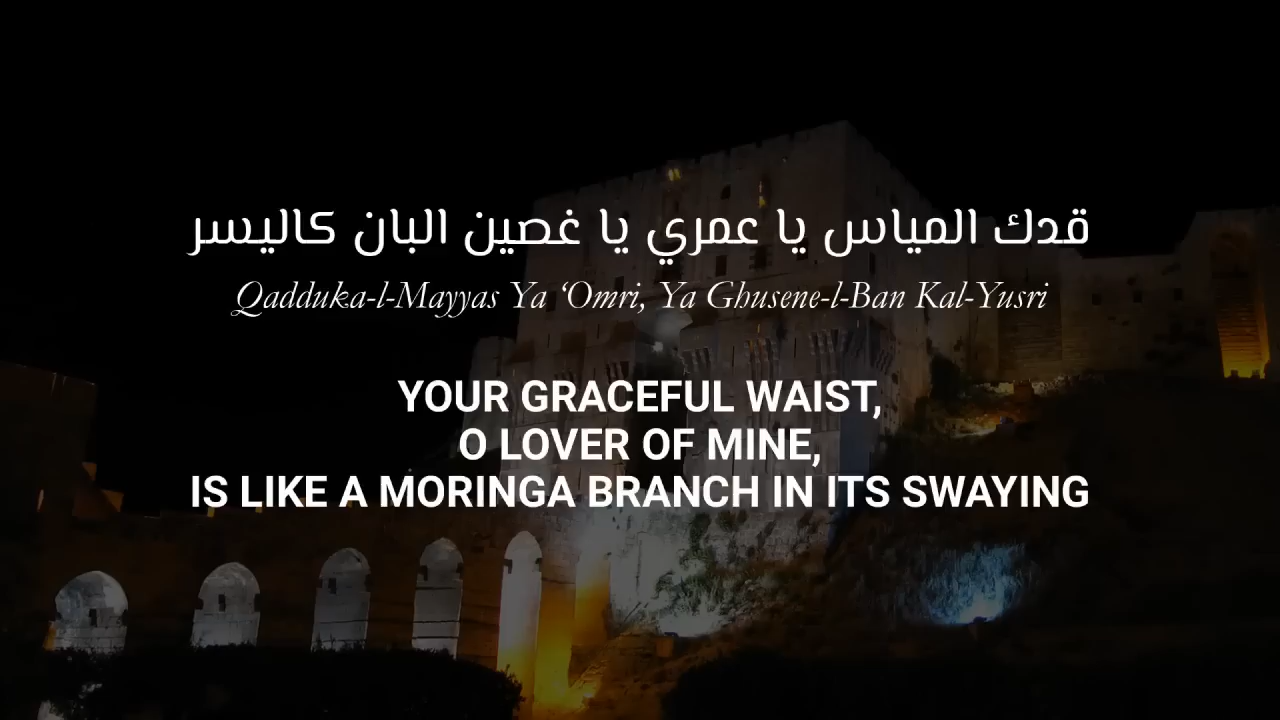 قدك المياس يا عمري يا غصين البان كاليسر
Qadduka-l-Mayyas Ya ‘Omri, Ya Ghusene-l-Ban Kal-Yusri
YOUR GRACEFUL WAIST,
O LOVER OF MINE,
IS LIKE A MORINGA BRANCH IN ITS SWAYING